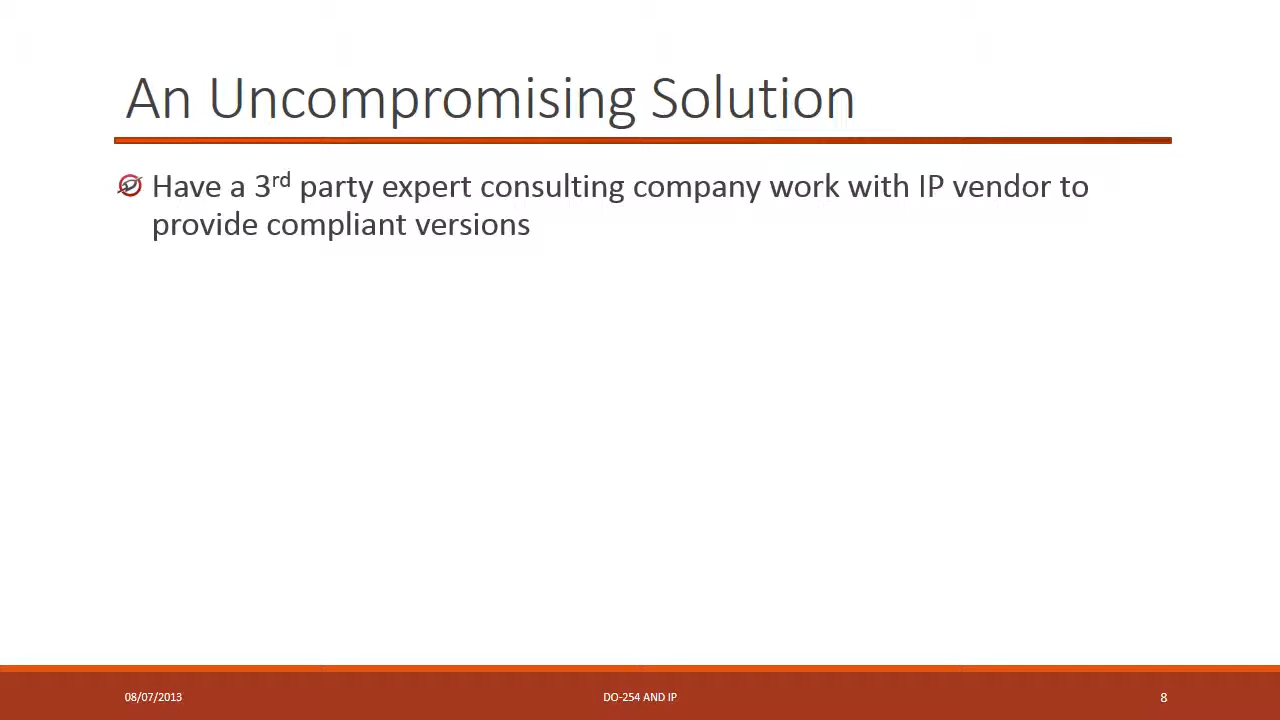 An Uncompromising Solution
Have a 3rd party expert consulting company work with IP vendor to
provide compliant versions
08/07/2013
DO-254 AND IP
8